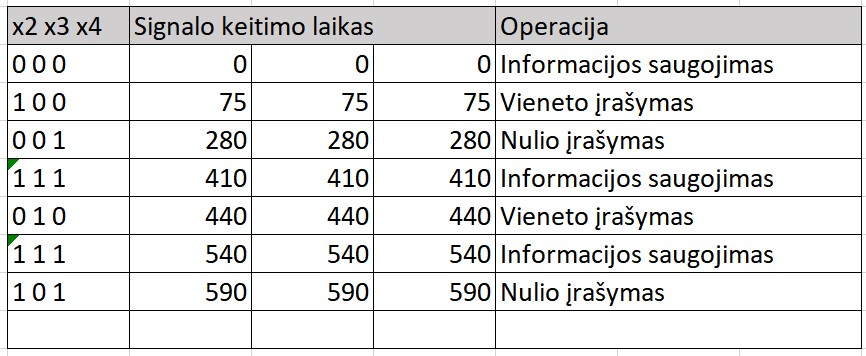 x2 x3 x4 Signalo keitimo laikas Operacija
0 0 0 0 0 0 Informacijos saugojimas
1 0 0 75 75 75 Vieneto įrašymas
0 0 1 280 280 280 Nulio įrašymas
1 1 1 410 410 410 Informacijos saugojimas
0 1 0 440 440 440 Vieneto įrašymas
1 1 1 540 540 540 Informacijos saugojimas
1 0 1 590 590 590 Nulio įrašymas